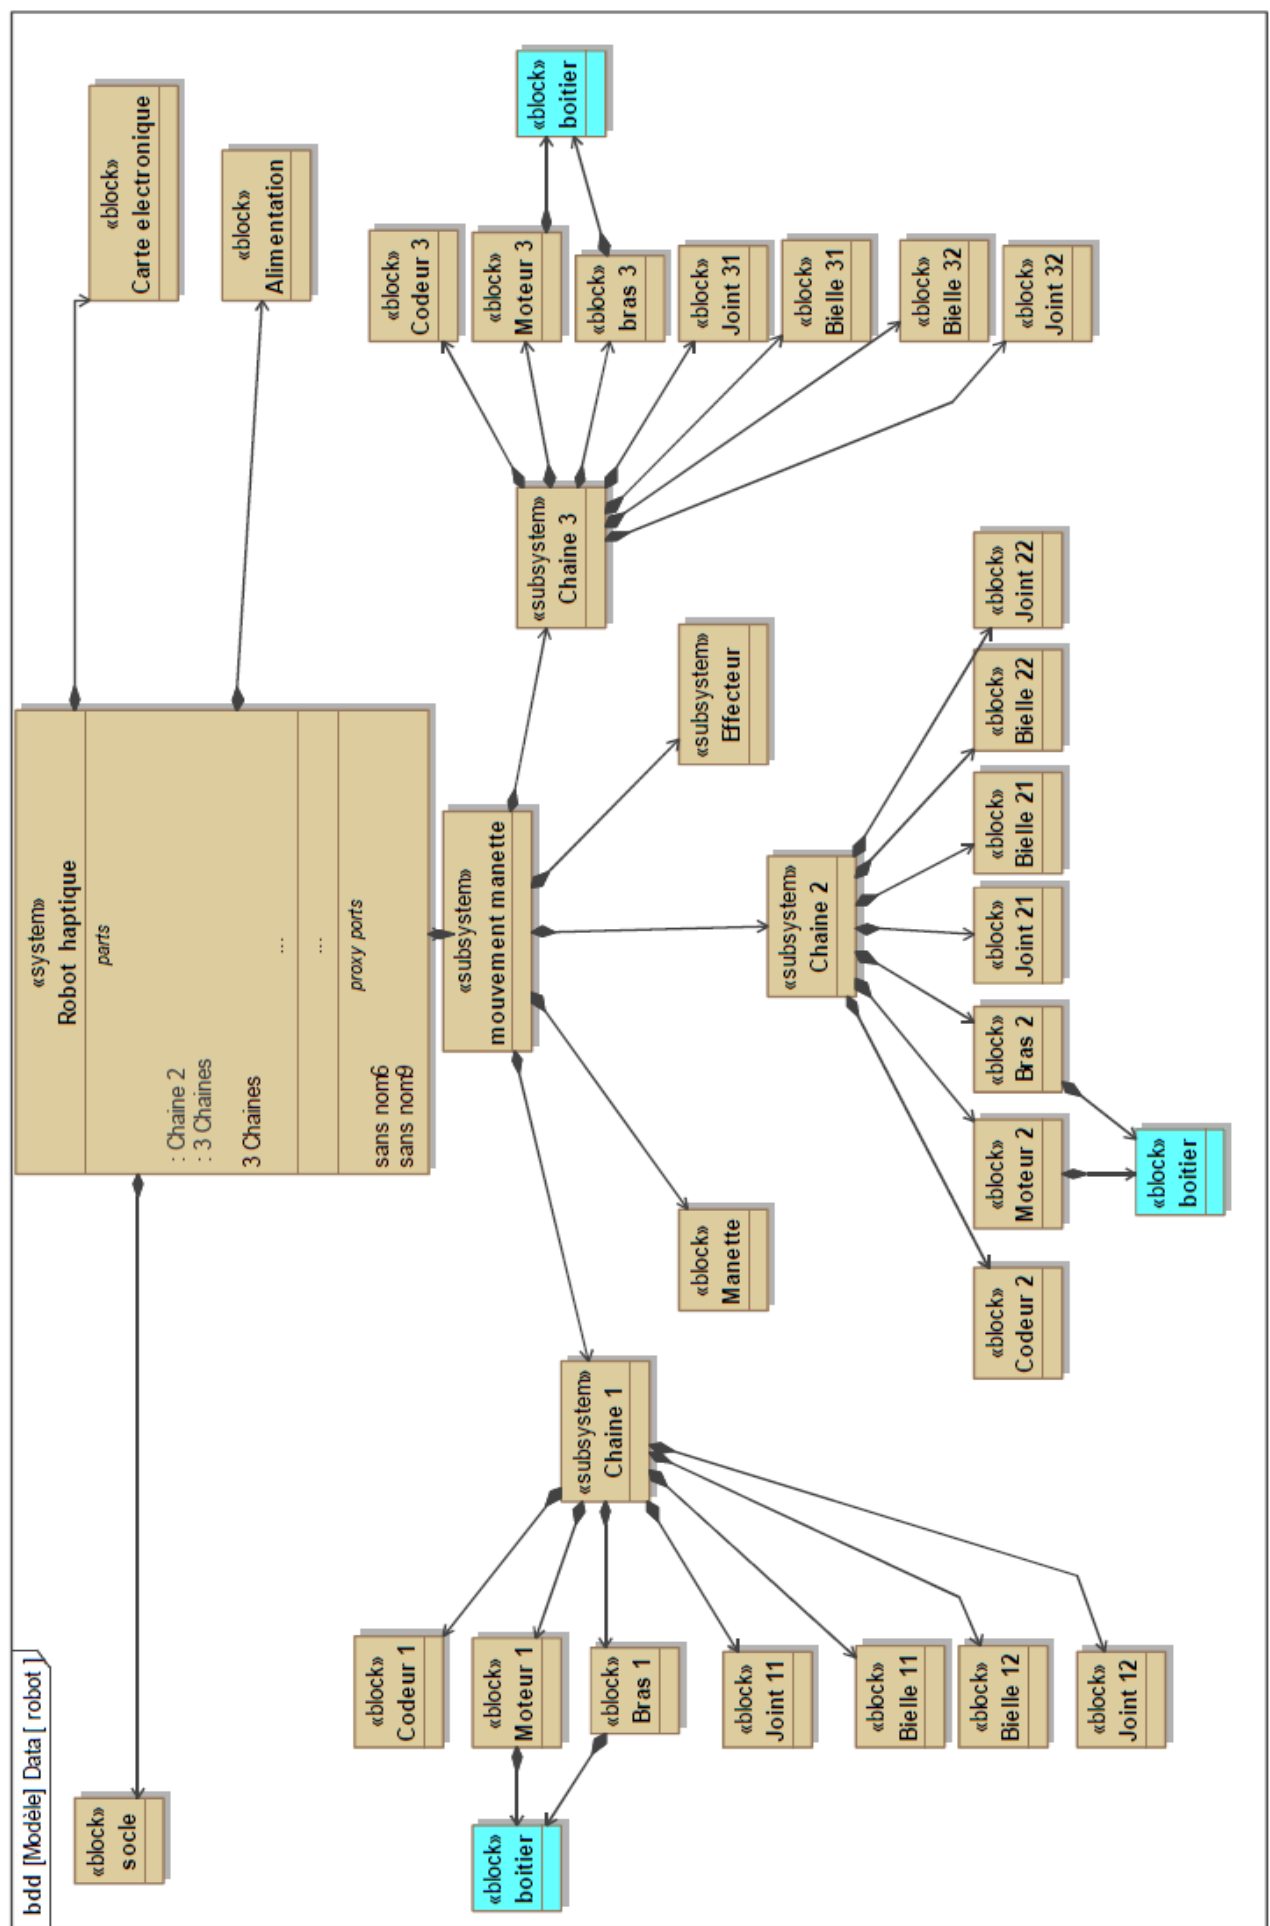 bdd [Modèle] Data [ robot ]
«block»
socle
«system»
Robot haptique
parts
: Chaine 2
: 3 Chaines
3 Chaines
...
...
proxy ports
sans nom6
sans nom9
«block»
Carte electronique
«block»
Alimentation
«subsystem»
mouvement manette
«subsystem»
Chaine 1
«block»
Manette
«subsystem»
Chaine 2
«subsystem»
Effecteur
«subsystem»
Chaine 3
«block»
Codeur 1
«block»
Moteur 1
«block»
boitier
«block»
Bras 1
«block»
Joint 11
«block»
Bielle 11
«block»
Bielle 12
«block»
Joint 12
«block»
Codeur 2
«block»
Moteur 2
«block»
boitier
«block»
Bras 2
«block»
Joint 21
«block»
Bielle 21
«block»
Bielle 22
«block»
Joint 22
«block»
Codeur 3
«block»
Moteur 3
«block»
boitier
«block»
bras 3
«block»
Joint 31
«block»
Bielle 31
«block»
Bielle 32
«block»
Joint 32